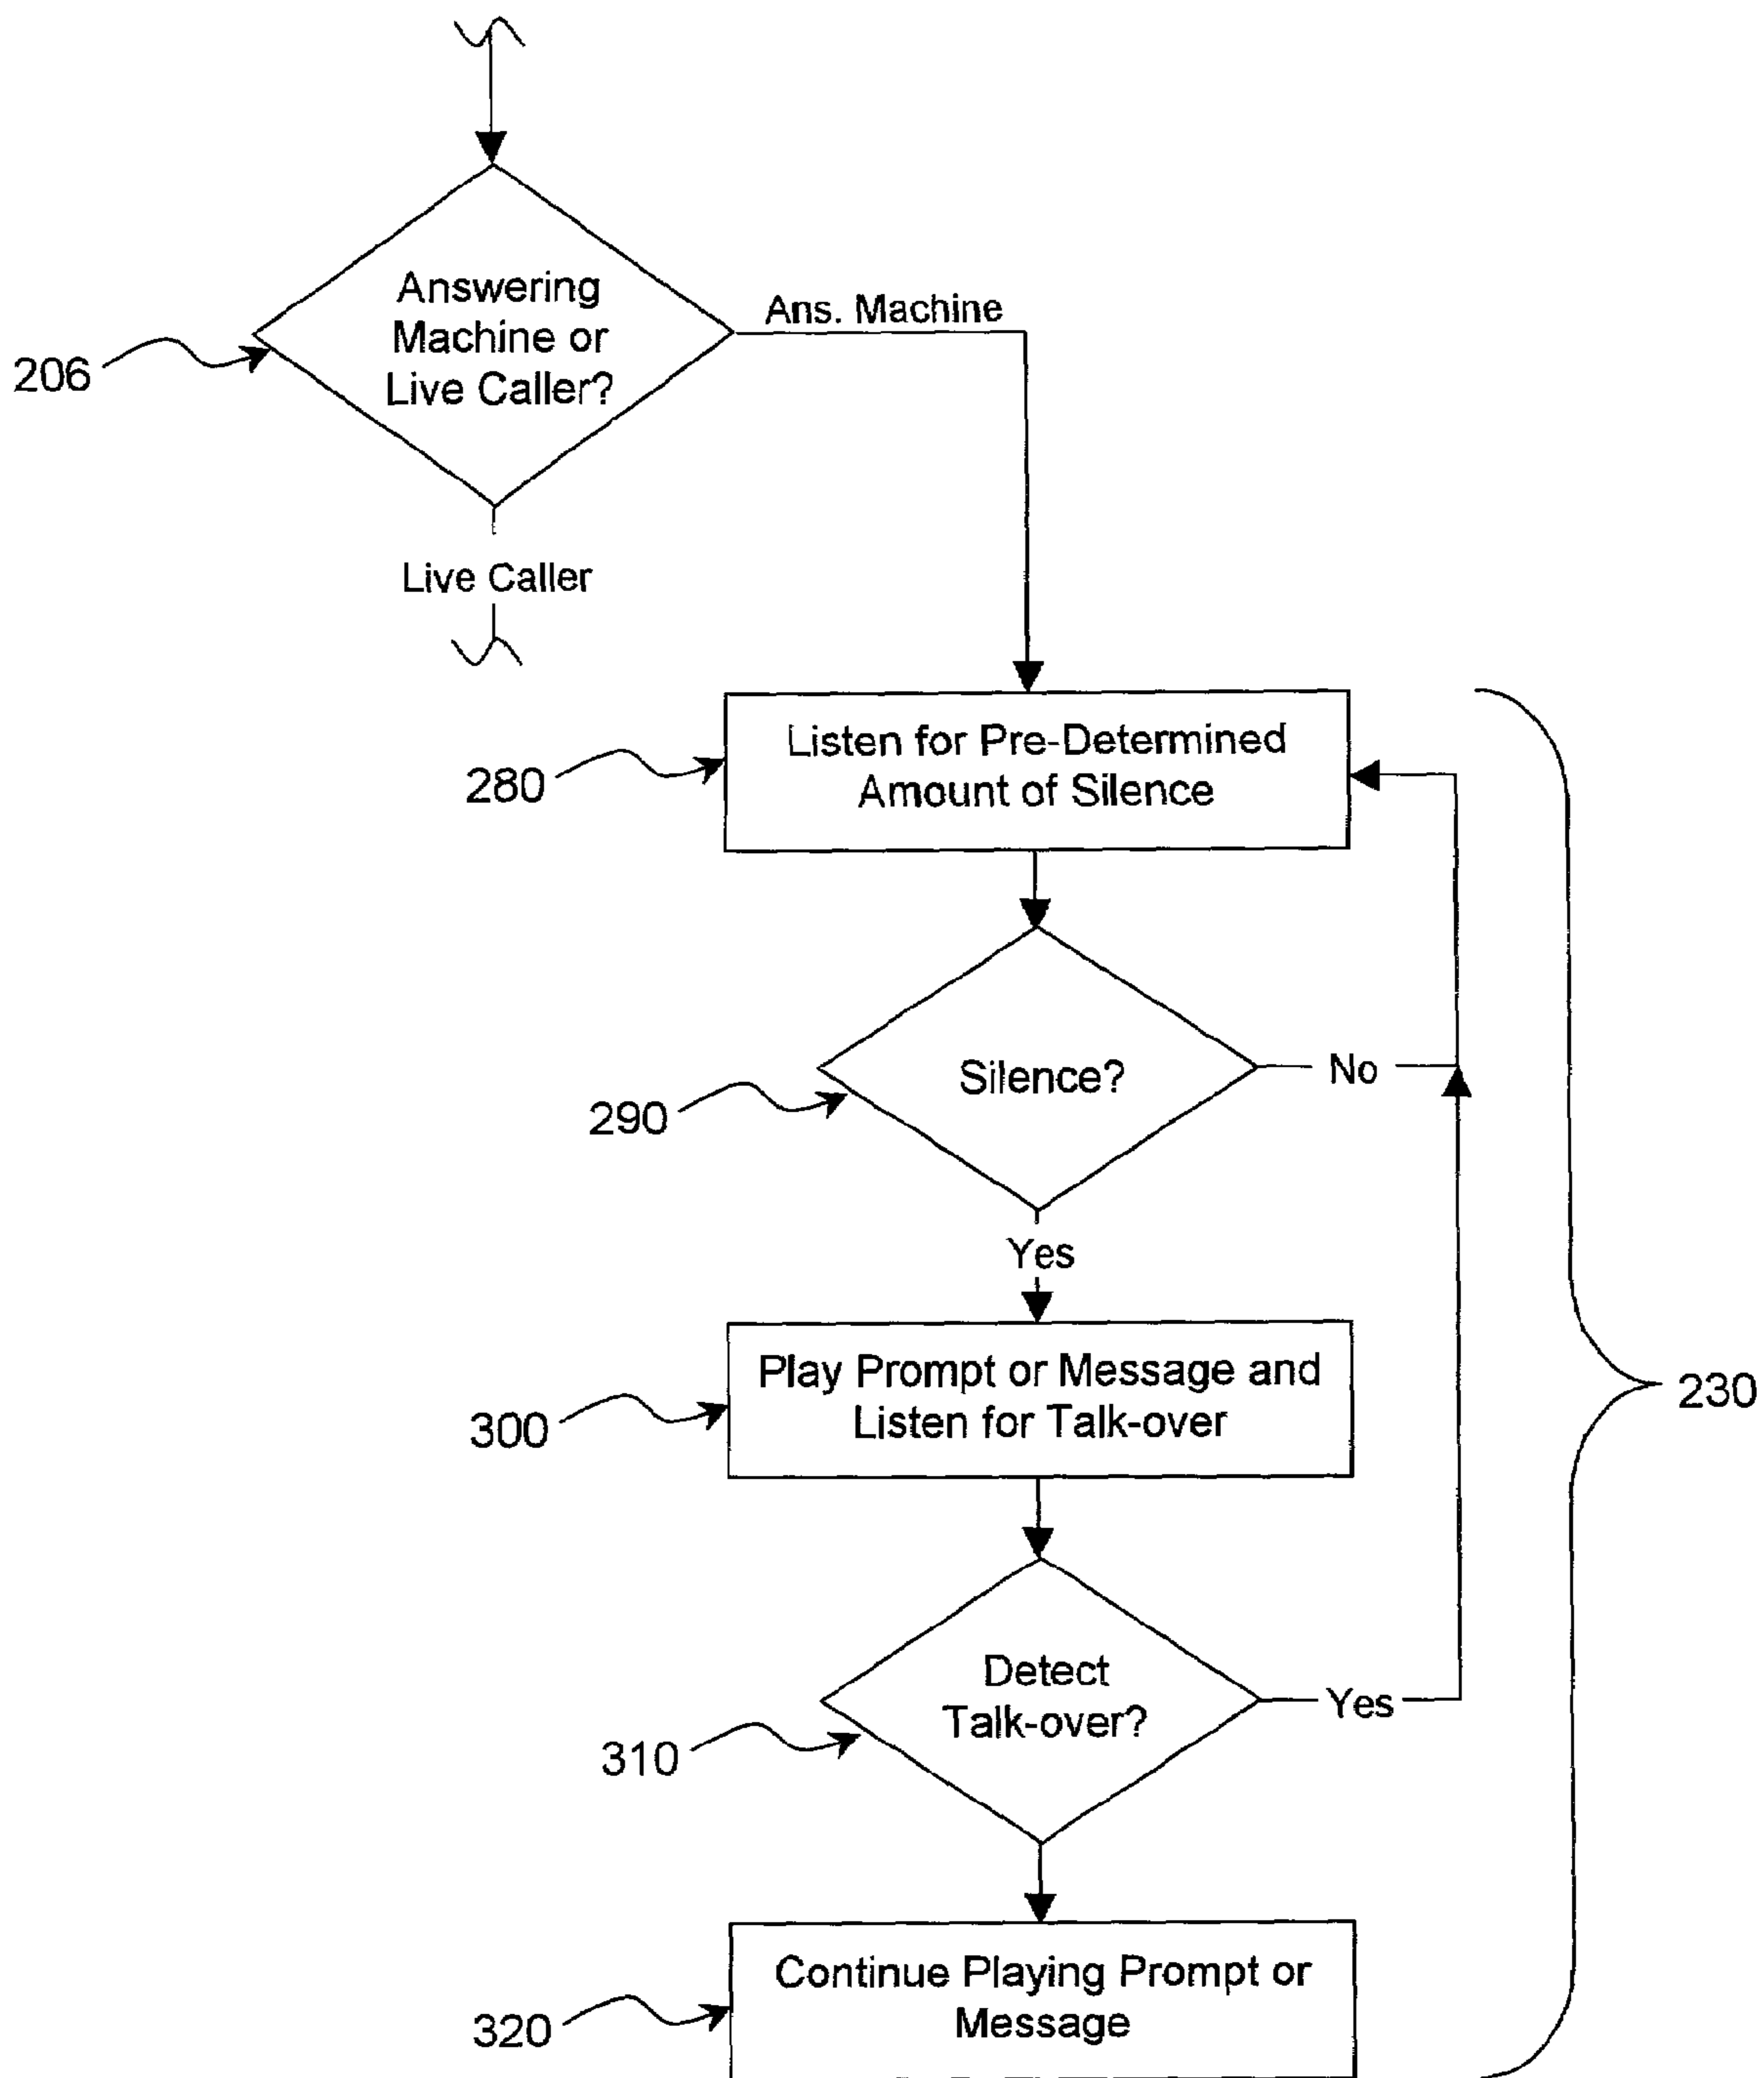 Answering
Machine or
Live Caller?
Ans. Machine
206
Live Caller
Listen for Pre-Determined
Amount of Silence
280
Silence?
No
290
Yes
Play Prompt or Message and
Listen for Talk-over
230
300
Detect
Talk-over?
Yes
310
Continue Playing Prompt or
Message
320